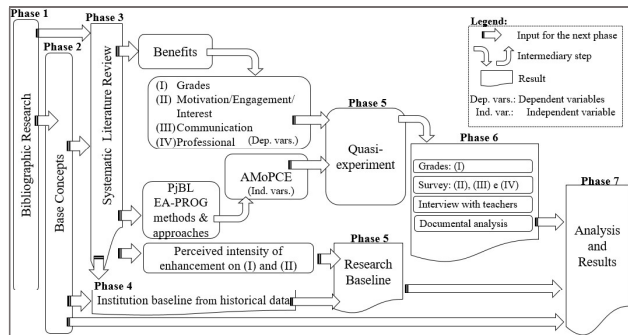 Phase 1
Bibliographic Research
Phase 2
Base Concepts
Phase 3
Systematic Literature Review
Benefits
(I) Grades
(II) Motivation/Engagement/
Interest
(III) Communication
(IV) Professional
(Dep. vars.)
PjBL
EA-PROG
methods &
approaches
AMoPCE
(Ind. vars.)
Perceived intensity of
enhancement on (I) and (II)
Phase 4
Institution baseline from historical data
Phase 5
Quasi-
experiment
Phase 5
Research
Baseline
Legend:
Input for the next phase
Intermediary step
Result
Dep. vars.: Dependent variables
Ind. var.: Independent variable
Phase 6
Grades: (I)
Survey: (II), (III) e (IV)
Interview with teachers
Documental analysis
Phase 7
Analysis
and
Results